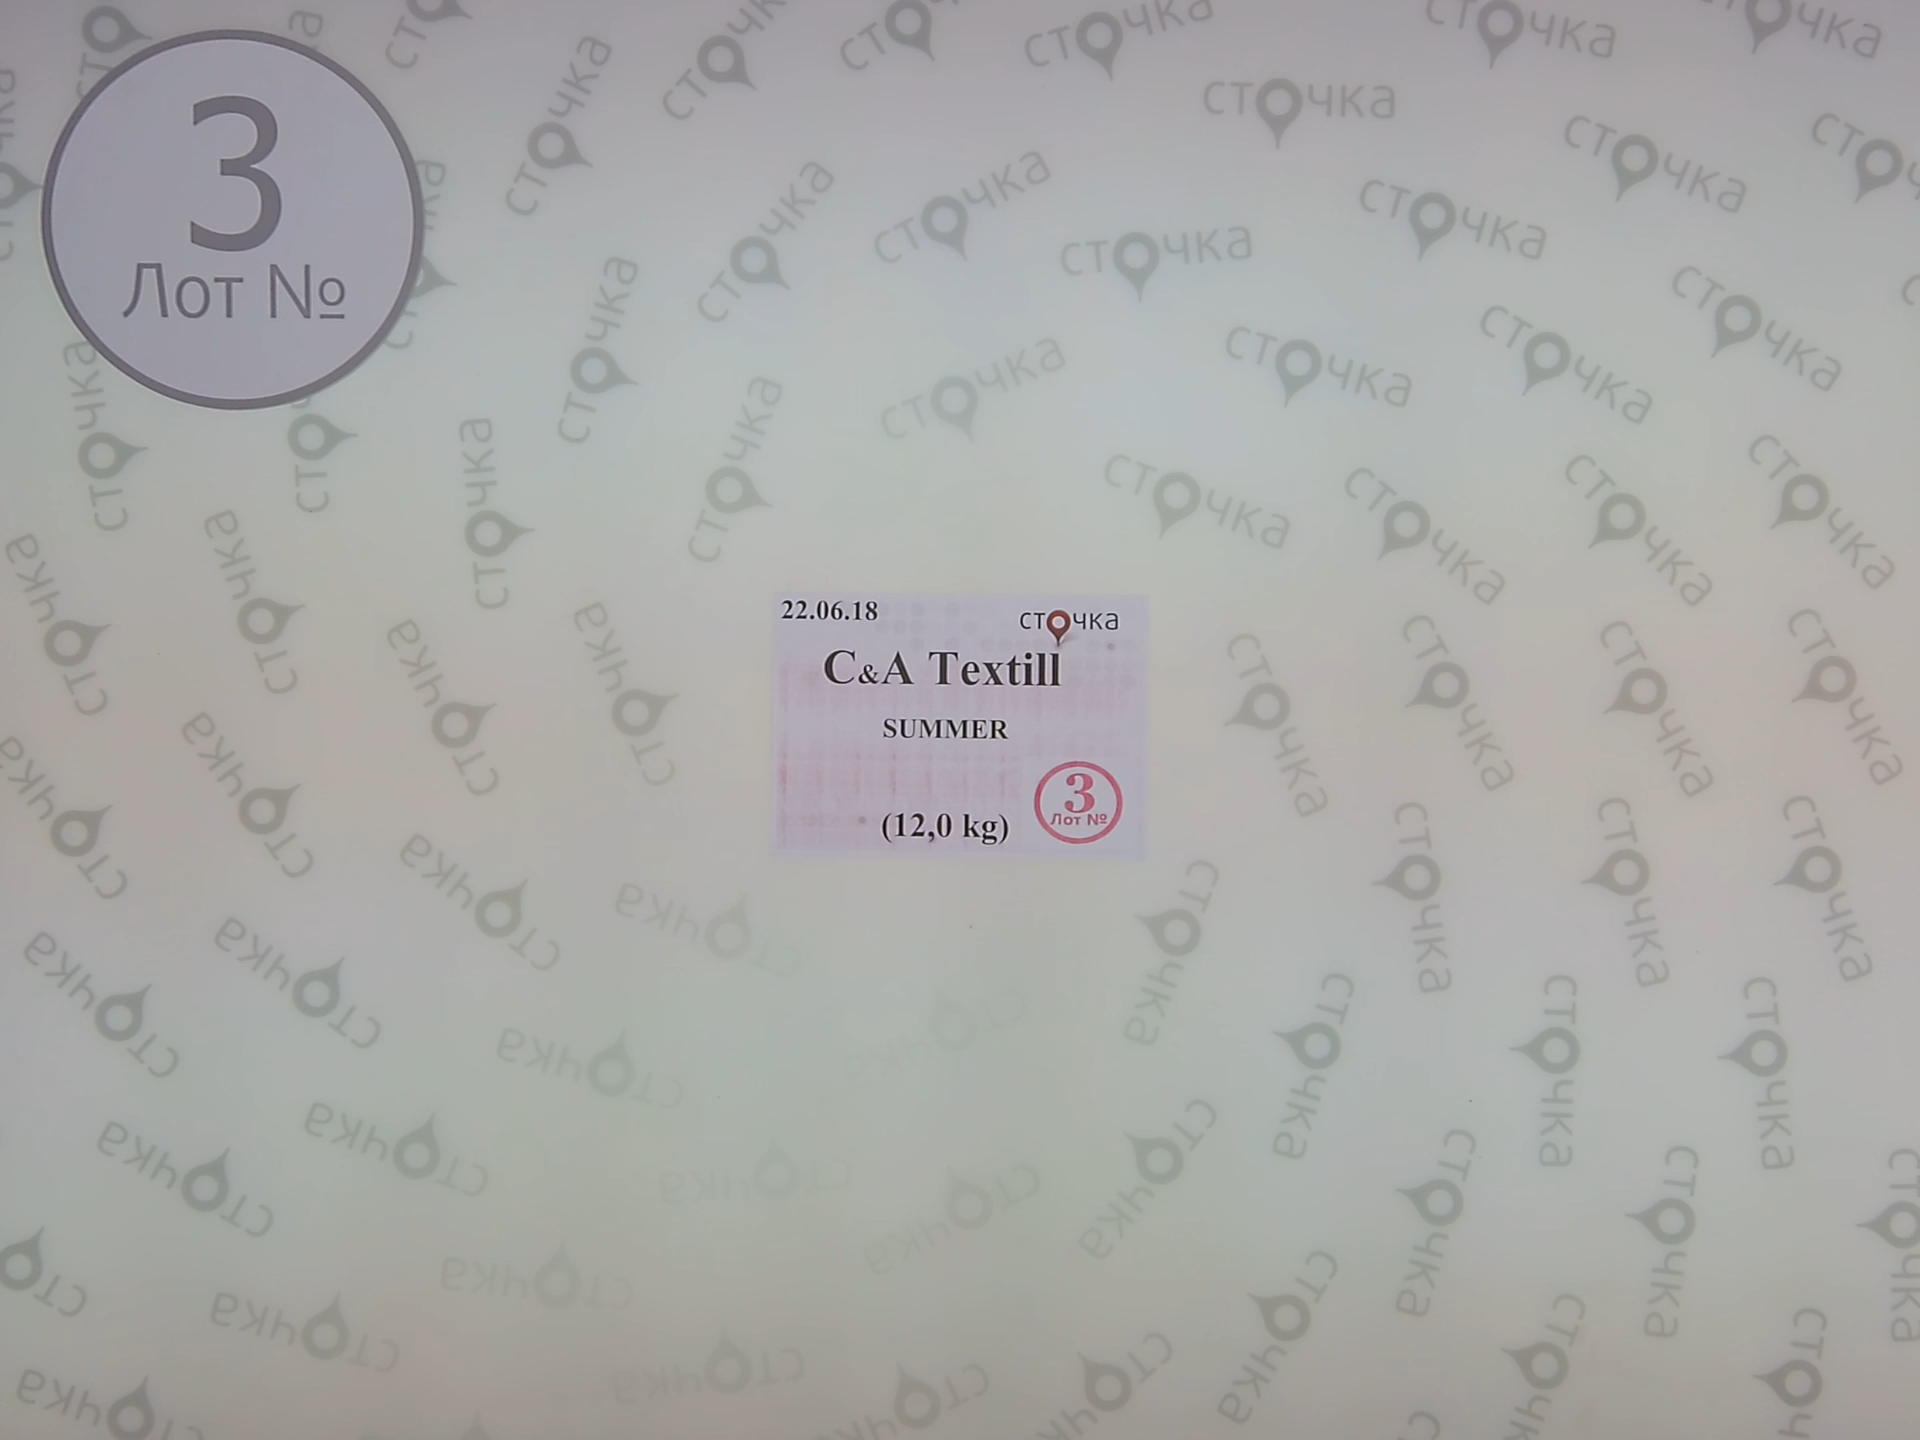 3
Лот №
22.06.18
сточка
C&A Textill
SUMMER
(12,0 kg)
3
Лот №